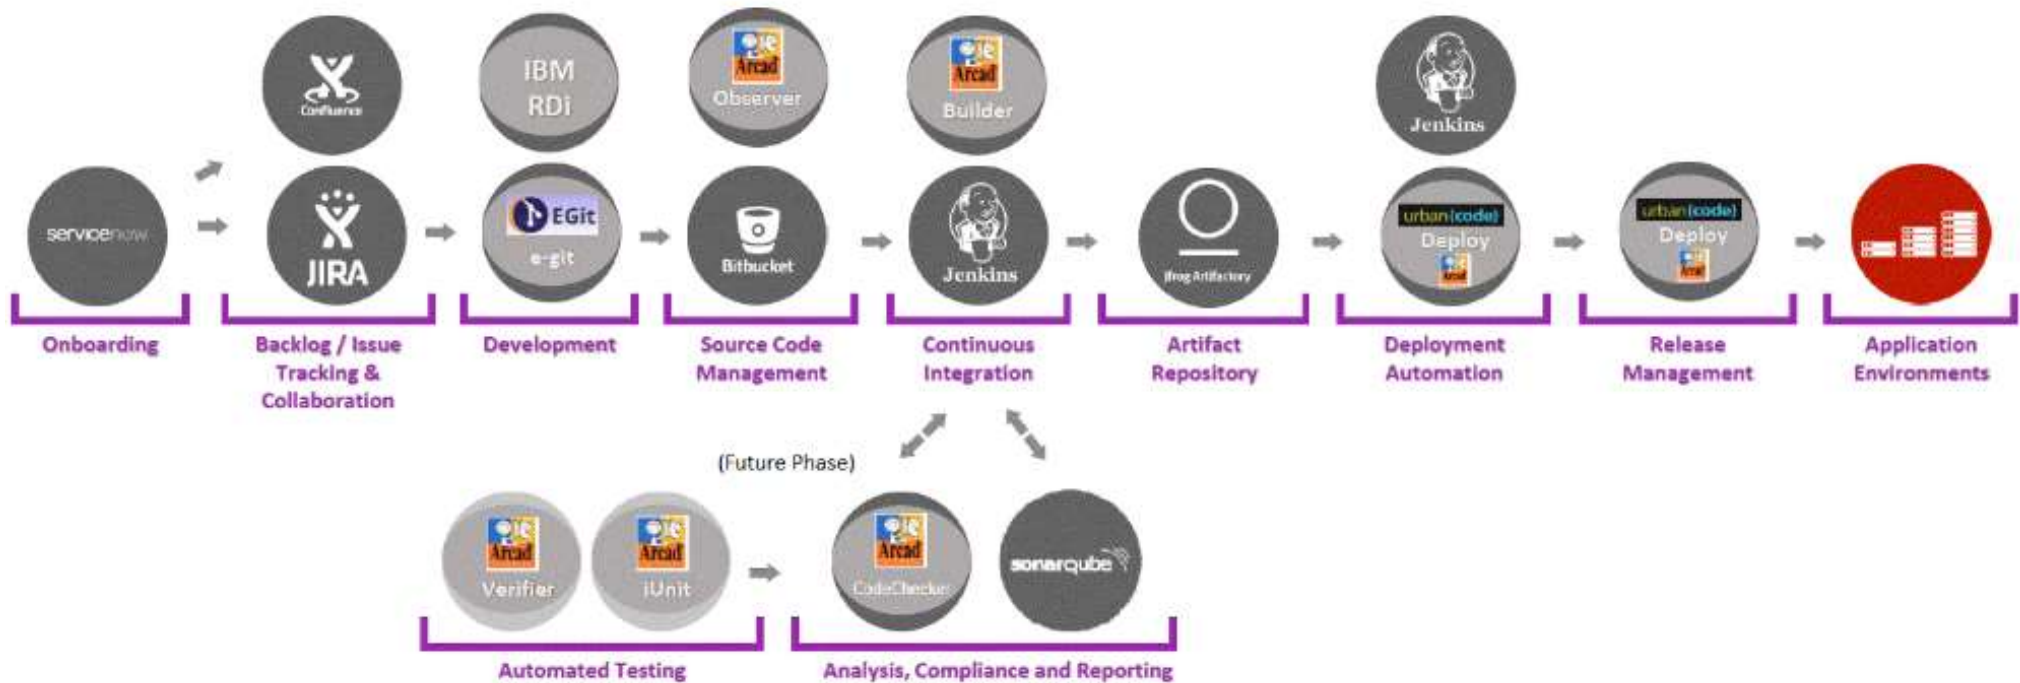 Confluence
IBM
RDi
Arcad
Observer
Arcad
Builder
Jenkins
servicenow
JIRA
EGit
e-git
Bitbucket
Jenkins
Jfrog Artifactory
urban{code}
Deploy
Arcad
urban{code}
Deploy
Arcad
Onboarding
Backlog / Issue
Tracking &
Collaboration
Development
Source Code
Management
Continuous
Integration
Artifact
Repository
Deployment
Automation
Release
Management
Application
Environments
(Future Phase)
Arcad
Verifier
Arcad
iUnit
Arcad
CodeChecker
sonarqube
Automated Testing
Analysis, Compliance and Reporting